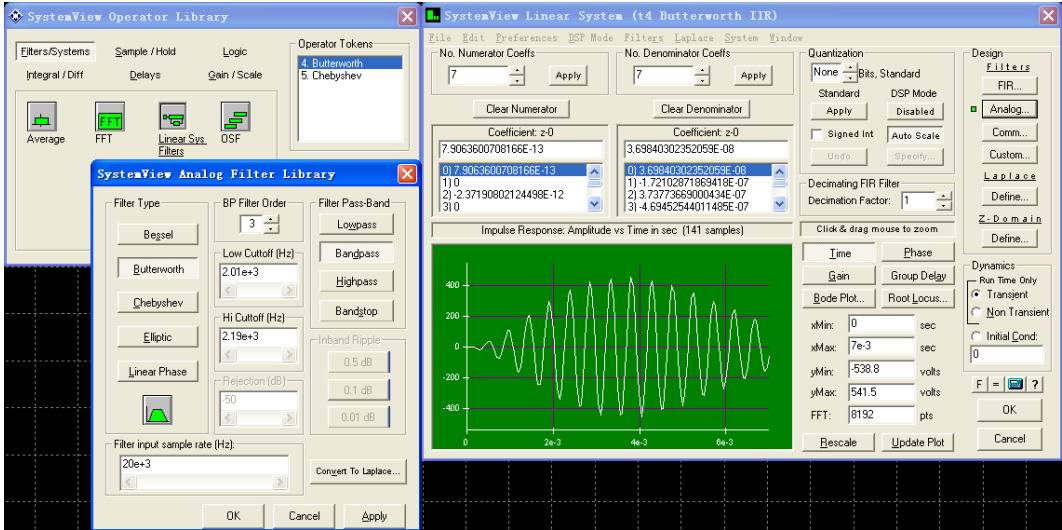 SystemView Operator Library
Filters/Systems
Sample / Hold
Logic
Integral / Diff
Delays
Gain / Scale
Operator Tokens
4. Butterworth
5. Chebyshev
Average
FFT
FFT
Linear Sys
Filters
OSF
SystemView Analog Filter Library
Filter Type
Bessel
Butterworth
Chebyshev
Elliptic
Linear Phase
BP Filter Order
3
Low Cuttoff (Hz)
2.01e+3
Hi Cuttoff (Hz)
2.19e+3
Rejection (dB)
-50
Filter Pass-Band
Lowpass
Bandpass
Highpass
Bandstop
Inband Ripple
0.5 dB
0.1 dB
0.01 dB
Filter input sample rate (Hz):
20e+3
Convert To Laplace...
OK
Cancel
Apply
SystemView Linear System (t4 Butterworth IIR)
File Edit Preferences DSP Mode Filters Laplace System Window
No. Numerator Coeffs
7
Apply
No. Denominator Coeffs
7
Apply
Clear Numerator
Clear Denominator
Coefficient: z-0
7.9063600708166E-13
0) 7.9063600708166E-13
1) 0
2) -2.37190802124498E-12
3) 0
Coefficient: z-0
3.69840302352059E-08
0) 3.69840302352059E-08
1) -1.72102871869418E-07
2) 3.73773669000434E-07
3) -4.69452544011485E-07
Impulse Response: Amplitude vs Time in sec (141 samples)
400
200
0
-200
-400
0
2e-3
4e-3
6e-3
Quantization
None
Bits, Standard
Standard
DSP Mode
Apply
Disabled
Signed Int
Auto Scale
Undo
Specify...
Decimating FIR Filter
Decimation Factor:
1
Click & drag mouse to zoom
Time
Phase
Gain
Group Delay
Bode Plot...
Root Locus...
xMin:
0
sec
xMax:
7e-3
sec
yMin:
-538.8
volts
yMax:
541.5
volts
FFT:
8192
pts
Rescale
Update Plot
Design
Filters
FIR...
Analog...
Comm...
Custom...
Laplace
Define...
Z-Domain
Define...
Dynamics
Run Time Only
Transient
Non Transient
Initial Cond:
0
F
=
?
OK
Cancel